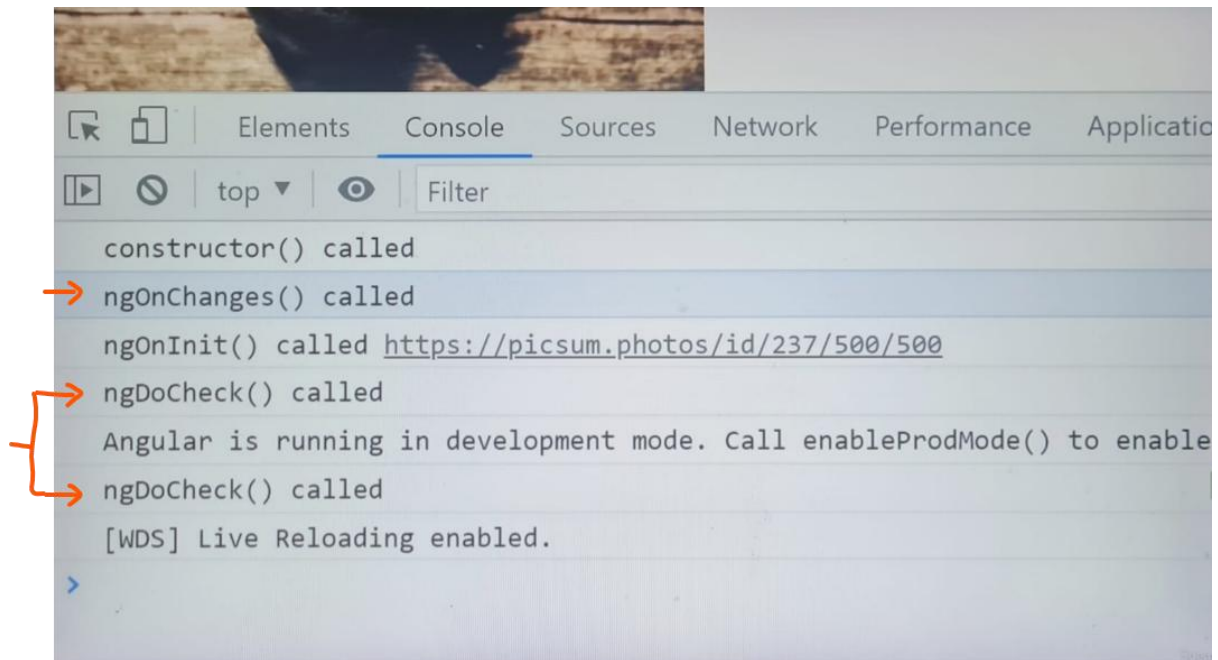 Elements Console Sources Network Performance Applicatio
top Filter
constructor() called
ngOnChanges() called
ngOnInit() called https://picsum.photos/id/237/500/500
ngDoCheck() called
Angular is running in development mode. Call enableProdMode() to enable
ngDoCheck() called
[WDS] Live Reloading enabled.